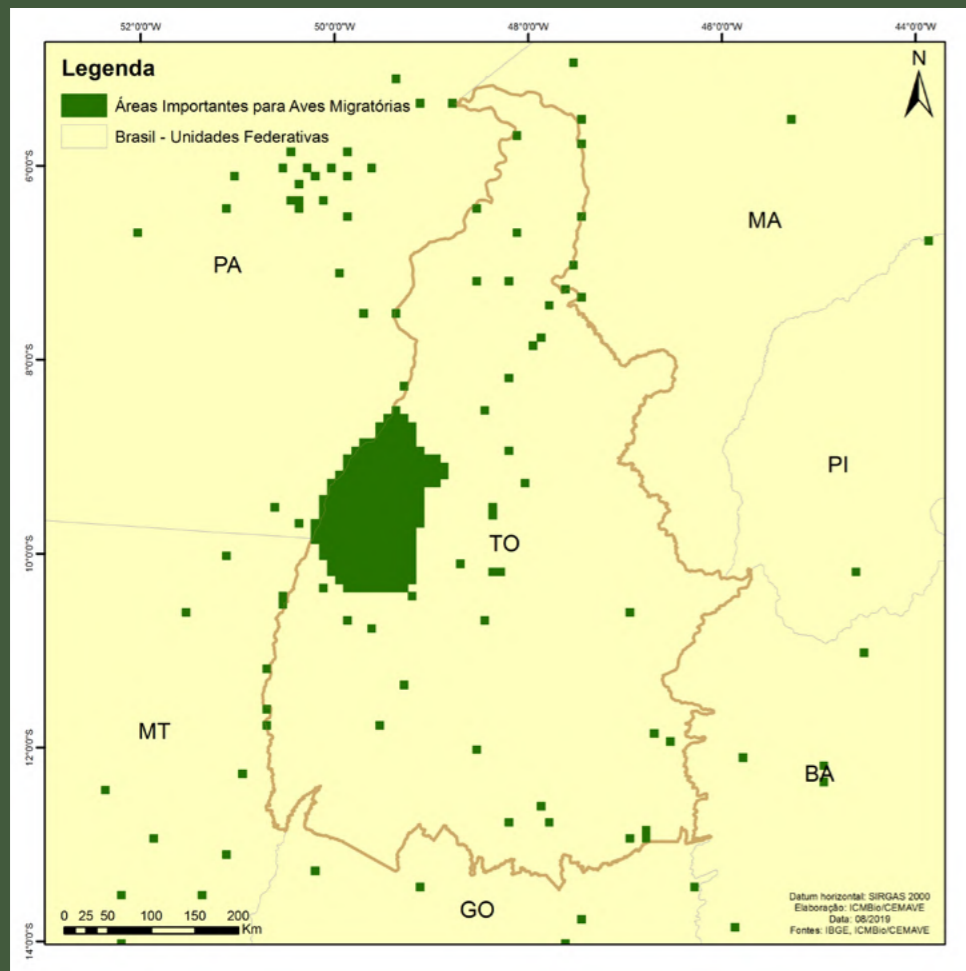 52°0'0"W 50°0'0"W 48°0'0"W 46°0'0"W 44°0'0"W
Legenda
Áreas Importantes para Aves Migratórias
Brasil - Unidades Federativas
N
6°0'0"S
MA
PA
8°0'0"S
PI
TO
10°0'0"S
MT
12°0'0"S
BA
GO
0 25 50 100 150 200
Km
14°0'0"S
Datum horizontal: SIRGAS 2000
Elaboração: ICMBio/CEMAVE
Data: 08/2019
Fontes: IBGE, ICMBio/CEMAVE